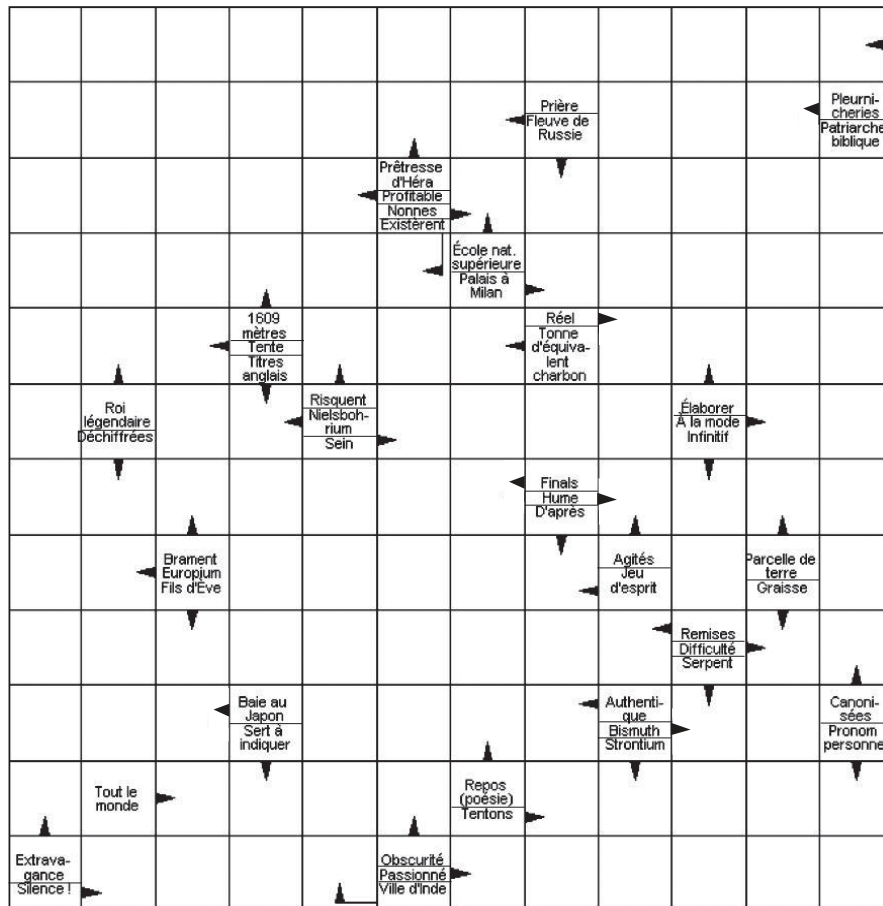 Prière
Fleuve de
Russie
Pleurni-
cheries
Patriarche
biblique
Prêtresse
d'Héra
Profitable
Nonnes
Existèrent
École nat.
supérieure
Palais à
Milan
1609
mètres
Tente
Titres
anglais
Réel
Tonne
d'équiva-
lent
charbon
Roi
légendaire
Déchiffrées
Risquent
Nielsboh-
rium
Sein
Élaborer
À la mode
Infinitif
Finals
Hume
D'après
Brament
Europium
Fils d'Ève
Agités
Jeu
d'esprit
Parcelle de
terre
Graisse
Remises
Difficulté
Serpent
Baie au
Japon
Sert à
indiquer
Authenti-
que
Bismuth
Strontium
Canoni-
sées
Pronom
personnel
Tout le
monde
Repos
(poésie)
Tentons
Extrava-
gance
Silence !
Obscurité
Passionné
Ville d'Inde